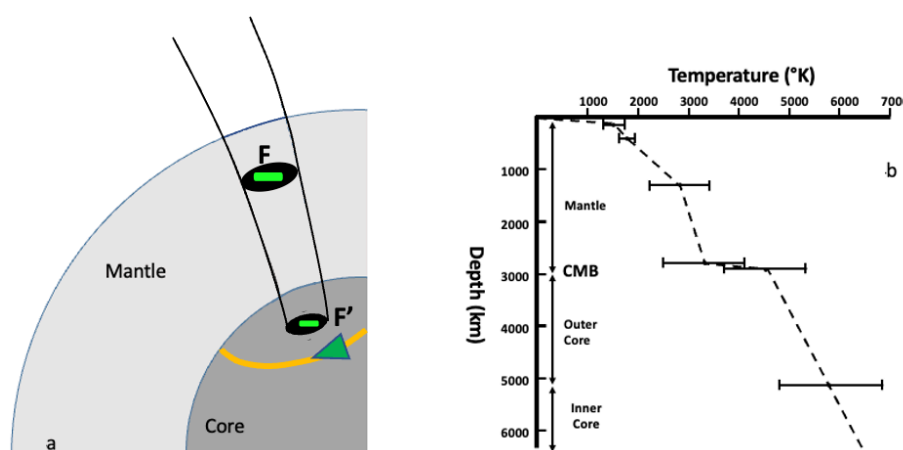 F
Mantle
F'
Core
a
Temperature (°K)
1000 2000 3000 4000 5000 6000 700
b
1000
Mantle
2000
Depth (km)
3000
CMB
4000
Outer
Core
5000
Inner
Core
6000